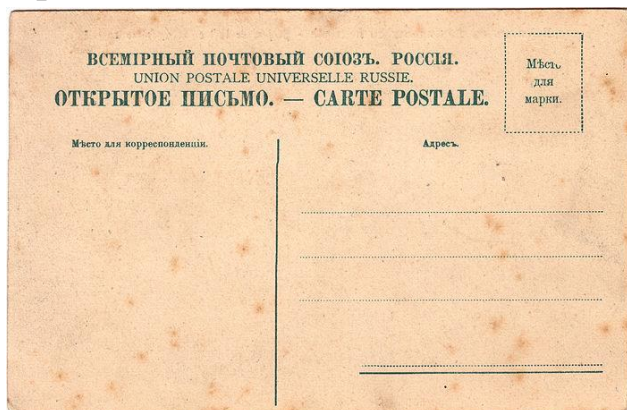 ВСЕМІРНЫЙ ПОЧТОВЫЙ СОЮЗЪ. РОССІЯ.
UNION POSTALE UNIVERSELLE RUSSIE.
ОТКРЫТОЕ ПИСЬМО. — CARTE POSTALE.
Мѣсто
для
марки.
Мѣсто для корреспонденціи.
Адресъ.